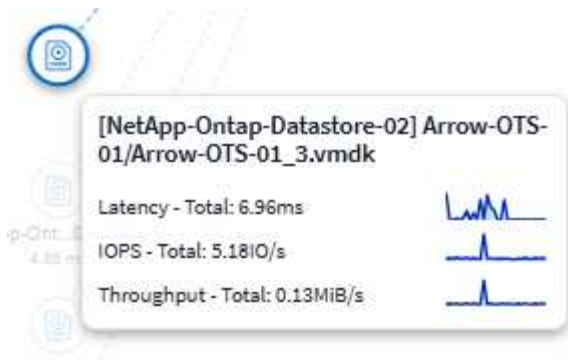 [NetApp-Ontap-Datastore-02] Arrow-OTS-
01/Arrow-OTS-01_3.vmdk
Latency - Total: 6.96ms
IOPS - Total: 5.18IO/s
Throughput - Total: 0.13MiB/s
p-Ont...